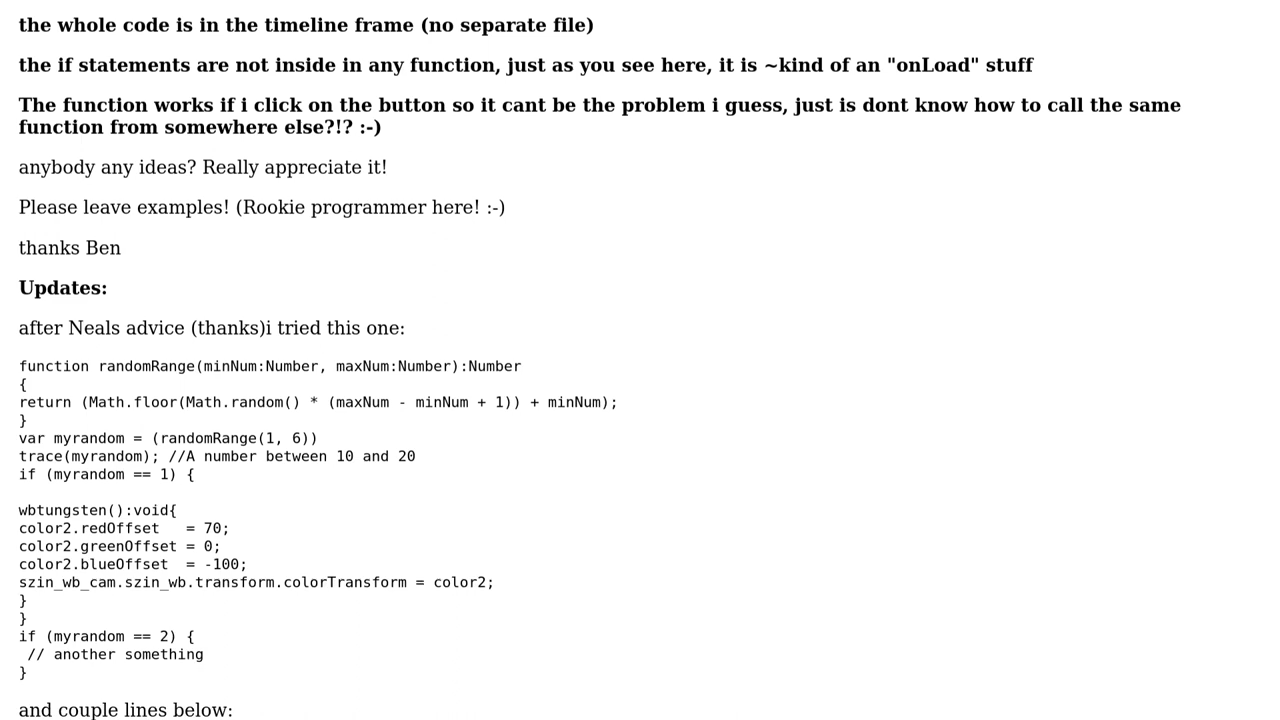 the whole code is in the timeline frame (no separate file)
the if statements are not inside in any function, just as you see here, it is ~kind of an "onLoad" stuff
The function works if i click on the button so it cant be the problem i guess, just is dont know how to call the same
function from somewhere else?!? :-)
anybody any ideas? Really appreciate it!
Please leave examples! (Rookie programmer here! :-)
thanks Ben
Updates:
after Neals advice (thanks)i tried this one:
function randomRange(minNum:Number, maxNum:Number):Number
{
return (Math.floor(Math.random() * (maxNum - minNum + 1)) + minNum);
}
var myrandom = (randomRange(1, 6))
trace(myrandom); //A number between 10 and 20
if (myrandom == 1) {
wbtungsten():void{
color2.redOffset   = 70;
color2.greenOffset = 0;
color2.blueOffset  = -100;
szin_wb_cam.szin_wb.transform.colorTransform = color2;
}
}
if (myrandom == 2) {
 // another something
}
and couple lines below: